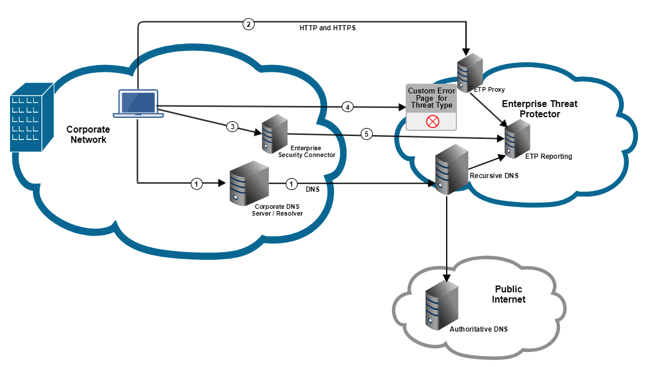 2
HTTP and HTTPS
ETP Proxy
Custom Error
Page for
Threat Type
Enterprise Threat
Protector
Corporate
Network
4
3
5
Enterprise
Security Connector
ETP Reporting
Recursive DNS
1
1
DNS
Corporate DNS
Server / Resolver
Public
Internet
Authoritative DNS